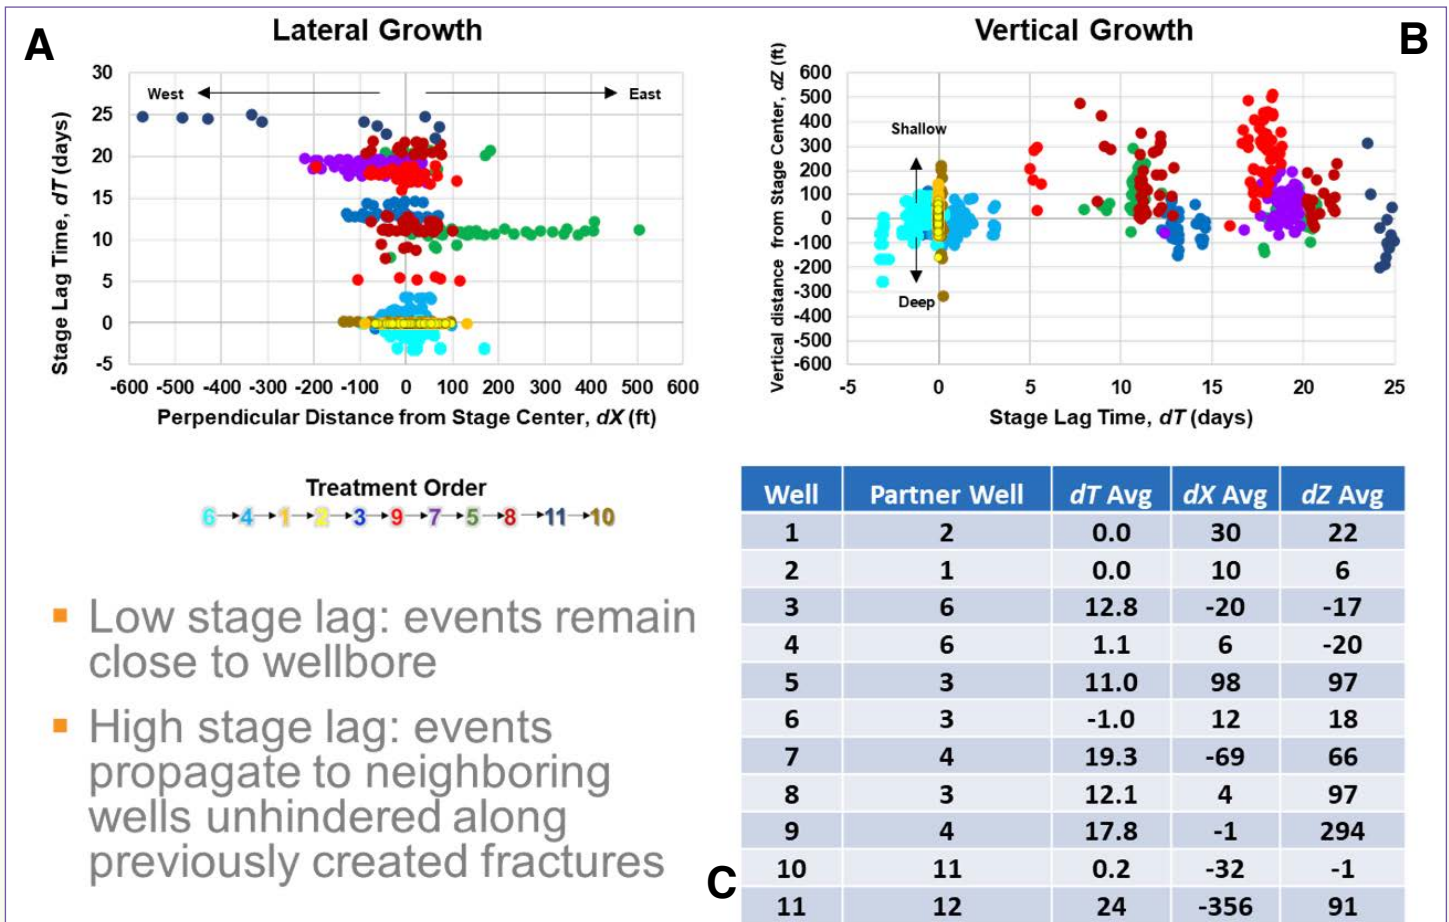 A
Lateral Growth
Stage Lag Time, dT (days)
30
25
20
15
10
5
0
-5
West
East
-600 -500 -400 -300 -200 -100 0 100 200 300 400 500 600
Perpendicular Distance from Stage Center, dX (ft)
B
Vertical Growth
Vertical distance from Stage Center, dZ (ft)
600
500
400
300
200
100
0
-100
-200
-300
-400
-500
-600
Shallow
Deep
-5 0 5 10 15 20 25
Stage Lag Time, dT (days)
Treatment Order
6 4 1 2 3 9 7 5 8 11 10
Low stage lag: events remain
close to wellbore
High stage lag: events
propagate to neighboring
wells unhindered along
previously created fractures
C
Well Partner Well dT Avg dX Avg dZ Avg
1 2 0.0 30 22
2 1 0.0 10 6
3 6 12.8 -20 -17
4 6 1.1 6 -20
5 3 11.0 98 97
6 3 -1.0 12 18
7 4 19.3 -69 66
8 3 12.1 4 97
9 4 17.8 -1 294
10 11 0.2 -32 -1
11 12 24 -356 91